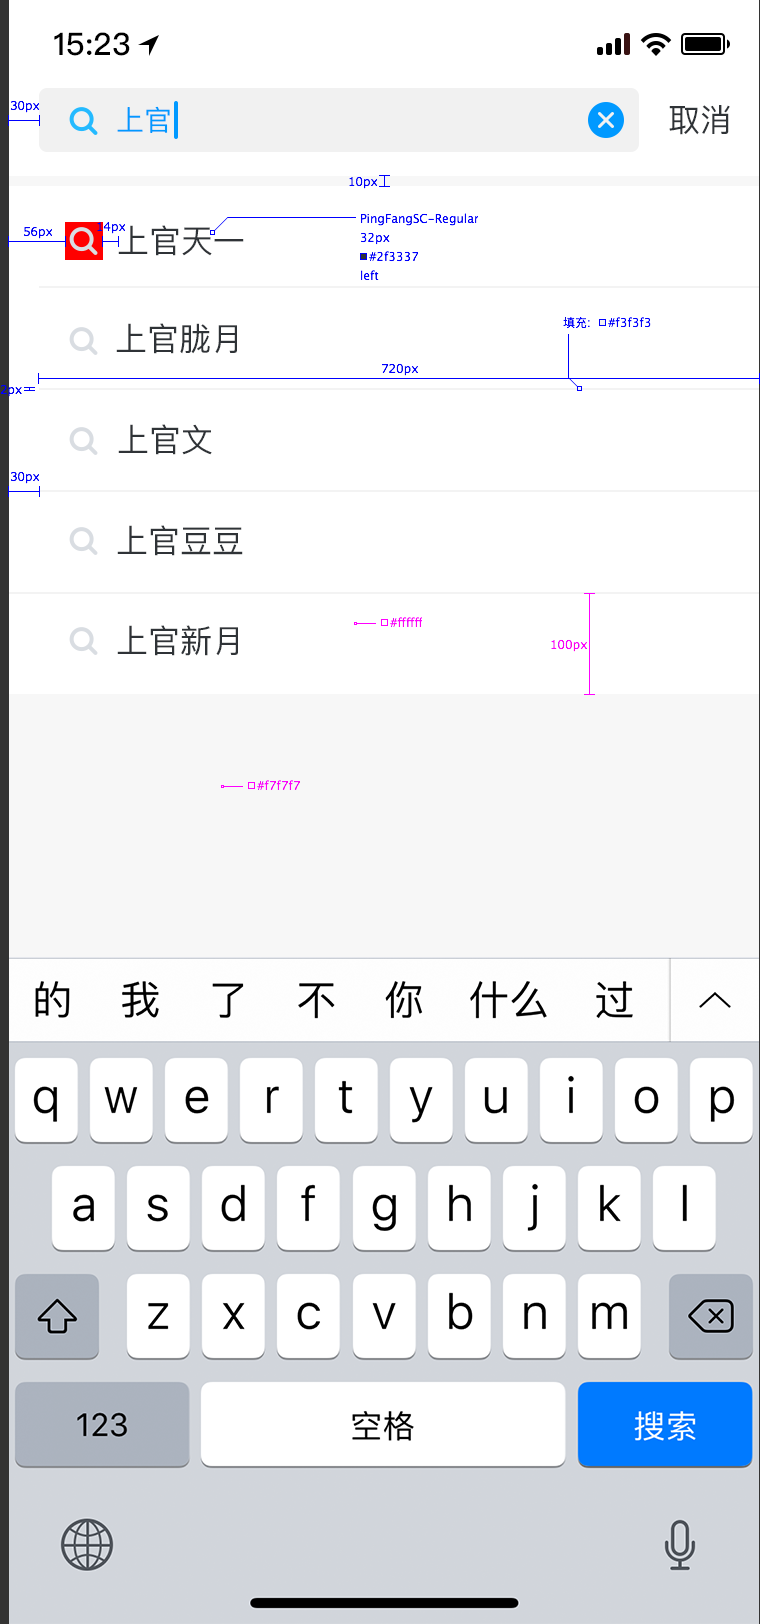 15:23
30px
上官
取消
10px
56px
14px
上官天一
PingFangSC-Regular
32px
#2f3337
left
上官胧月
填充: #f3f3f3
720px
2px
上官文
30px
上官豆豆
上官新月
#ffffff
100px
#f7f7f7
的 我 了 不 你 什么 过
q w e r t y u i o p
a s d f g h j k l
z x c v b n m
123 空格 搜索